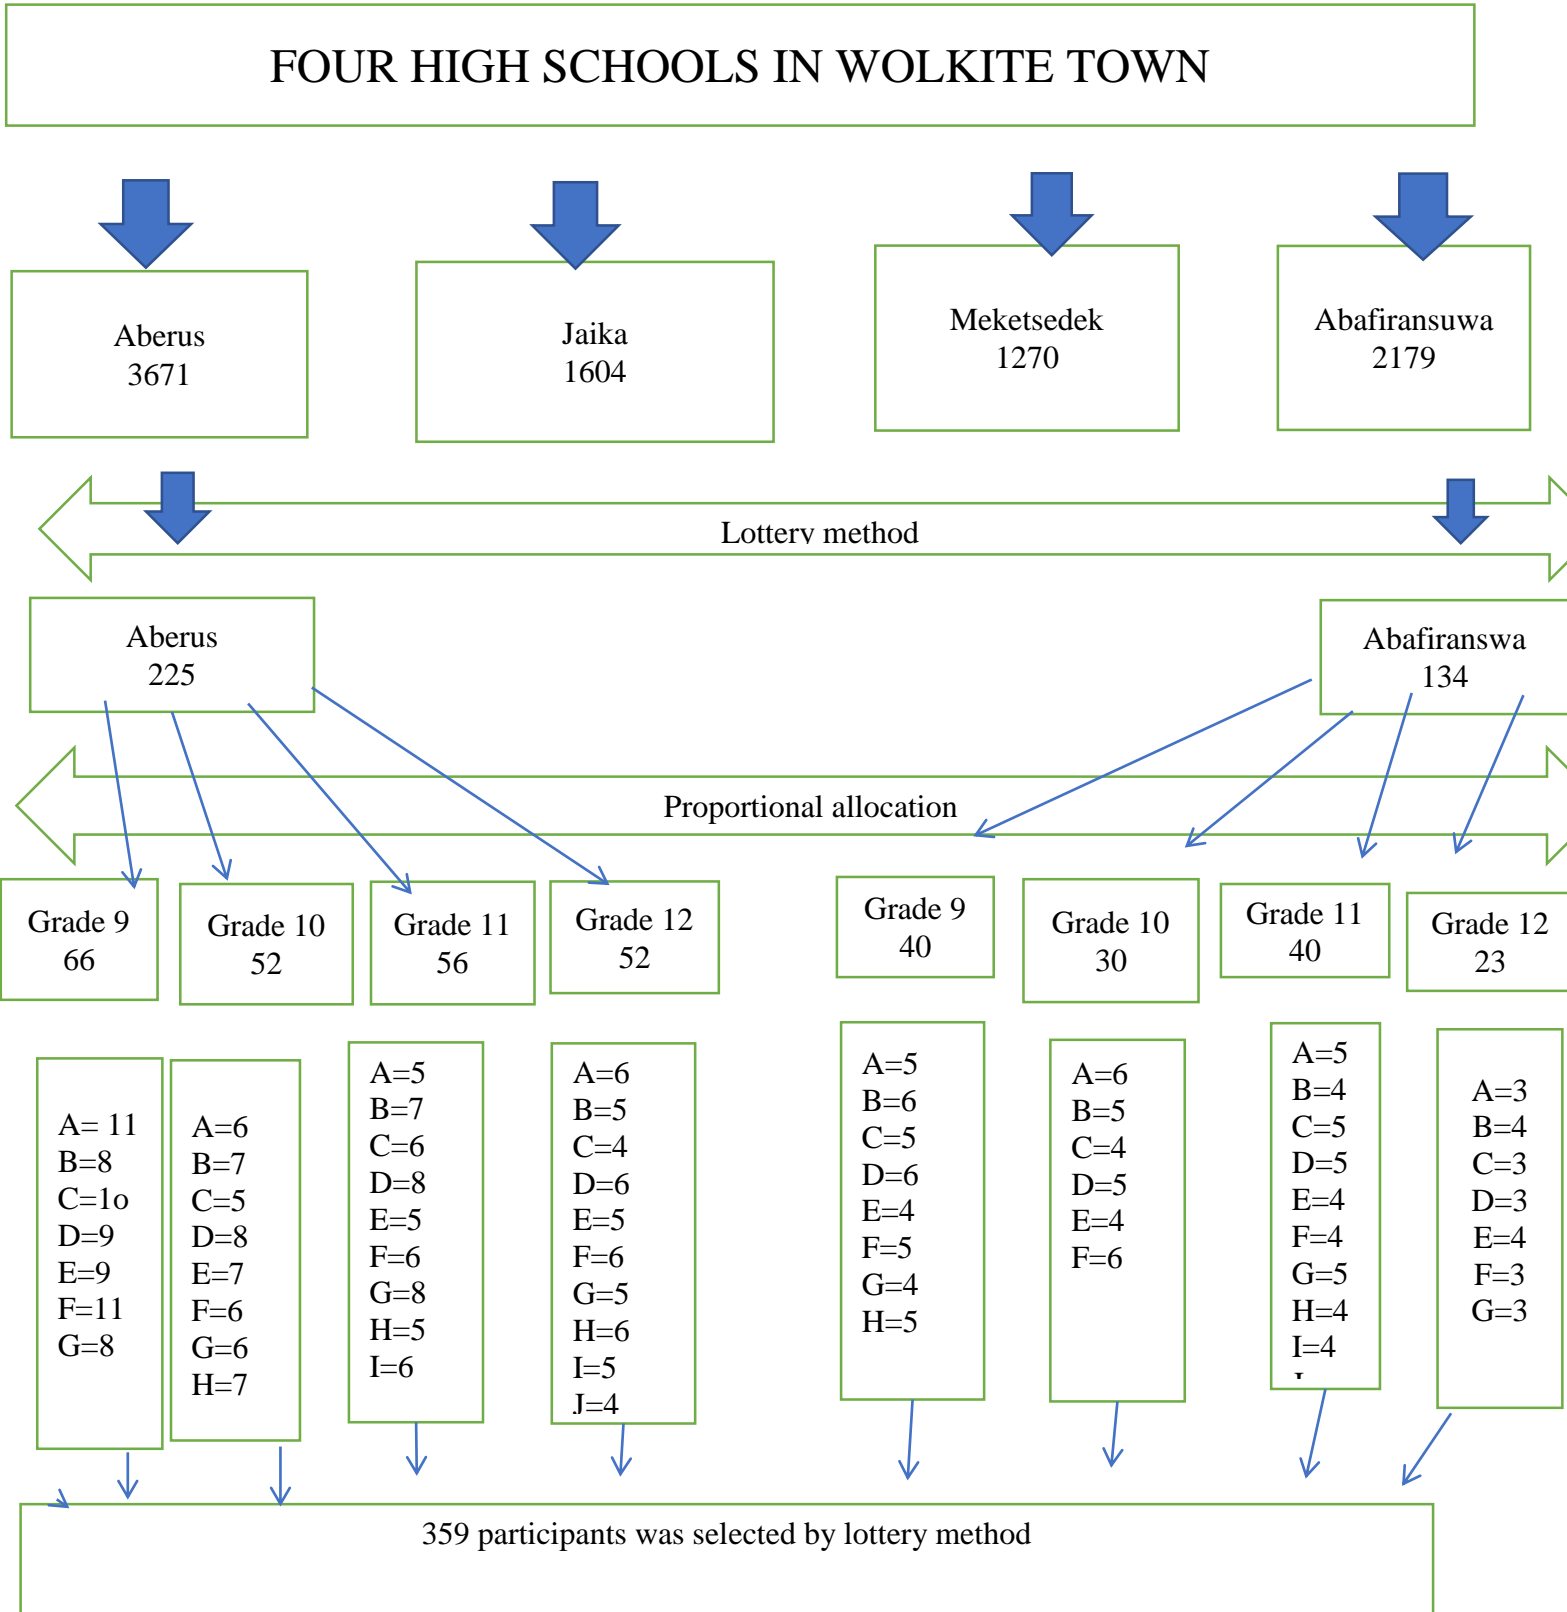 FOUR HIGH SCHOOLS IN WOLKITE TOWN
Aberus
3671
Jaika
1604
Meketsedek
1270
Abafiransuwa
2179
Lottery method
Aberus
225
Abafiranswa
134
Proportional allocation
Grade 9
66
Grade 10
52
Grade 11
56
Grade 12
52
Grade 9
40
Grade 10
30
Grade 11
40
Grade 12
23
A= 11
B=8
C=1o
D=9
E=9
F=11
G=8
A=6
B=7
C=5
D=8
E=7
F=6
G=6
H=7
A=5
B=7
C=6
D=8
E=5
F=6
G=8
H=5
I=6
A=6
B=5
C=4
D=6
E=5
F=6
G=5
H=6
I=5
J=4
A=5
B=6
C=5
D=6
E=4
F=5
G=4
H=5
A=6
B=5
C=4
D=5
E=4
F=6
A=5
B=4
C=5
D=5
E=4
F=4
G=5
H=4
I=4
A=3
B=4
C=3
D=3
E=4
F=3
G=3
359 participants was selected by lottery method